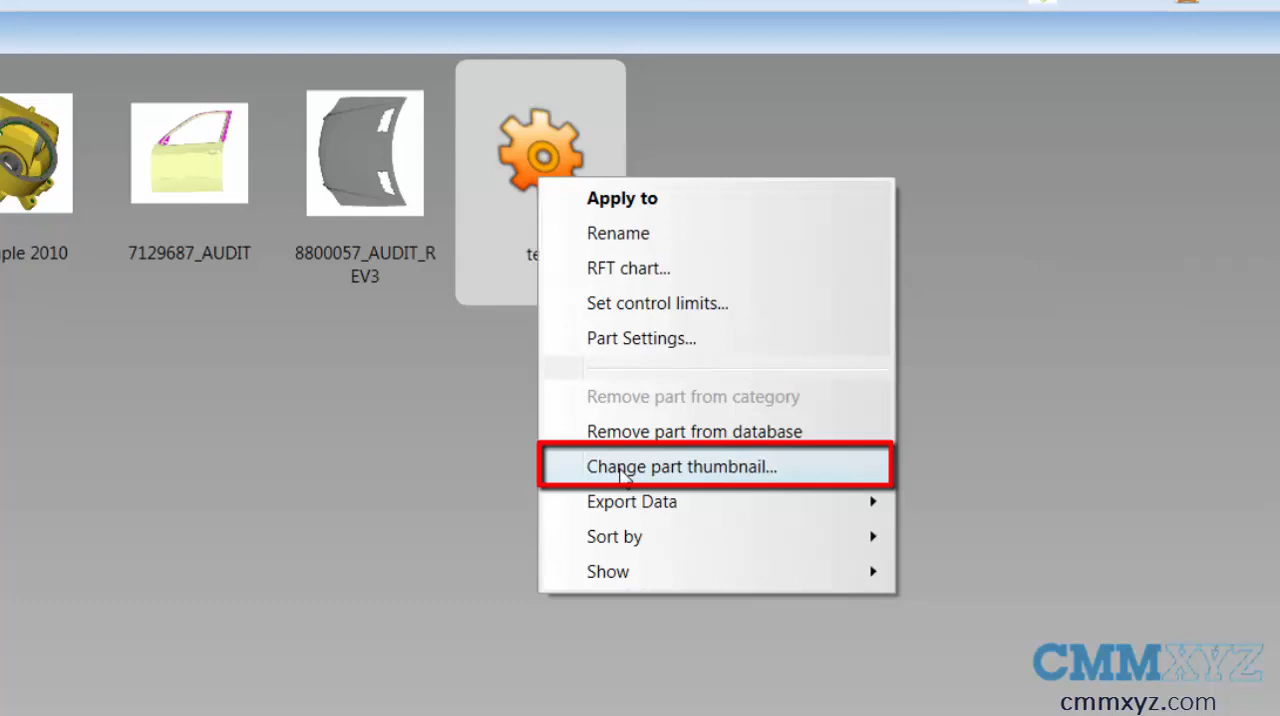 ple 2010
7129687_AUDIT
8800057_AUDIT_R
EV3
te
Apply to
Rename
RFT chart...
Set control limits...
Part Settings...
Remove part from category
Remove part from database
Change part thumbnail...
Export Data
Sort by
Show
CMMXYZ
cmmxyz.com